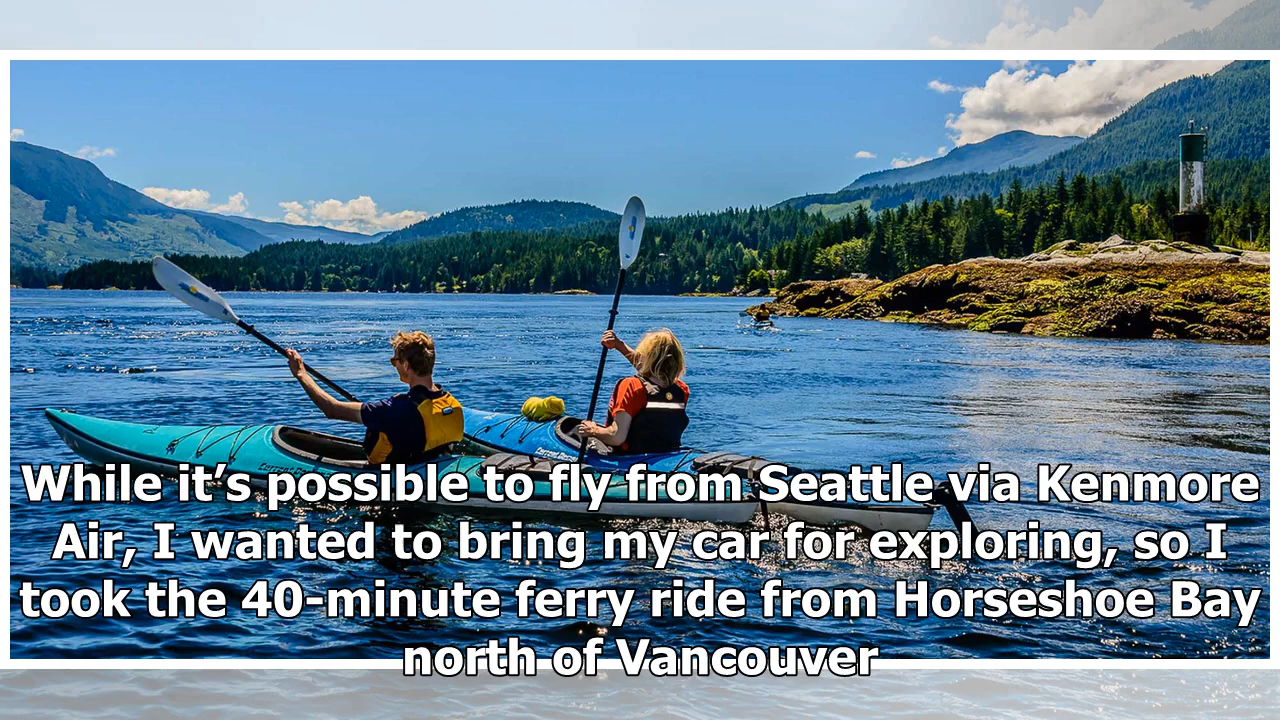 While it’s possible to fly from Seattle via Kenmore
Air, I wanted to bring my car for exploring, so I
took the 40-minute ferry ride from Horseshoe Bay
north of Vancouver